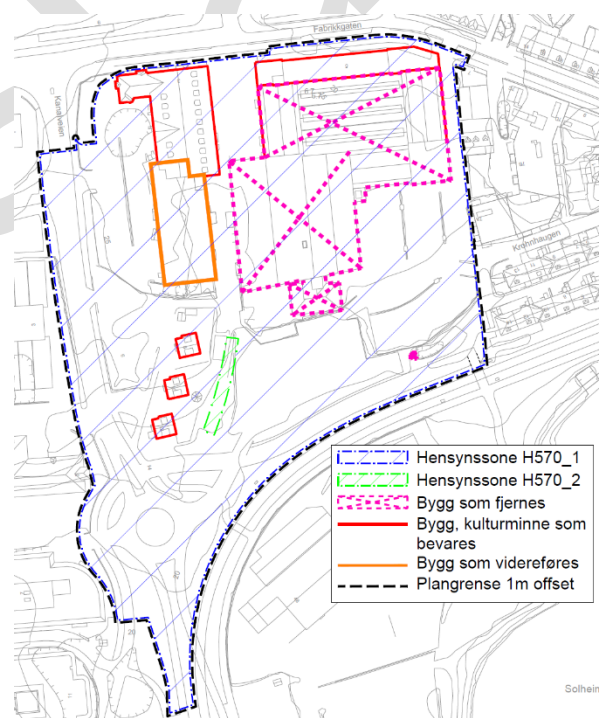 Fabrikkgaten
Kanalveien
Kronhaugen
Hensynssone H570_1
Hensynssone H570_2
Bygg som fjernes
Bygg, kulturminne som
bevares
Bygg som videreføres
Plangrense 1m offset
Solheim